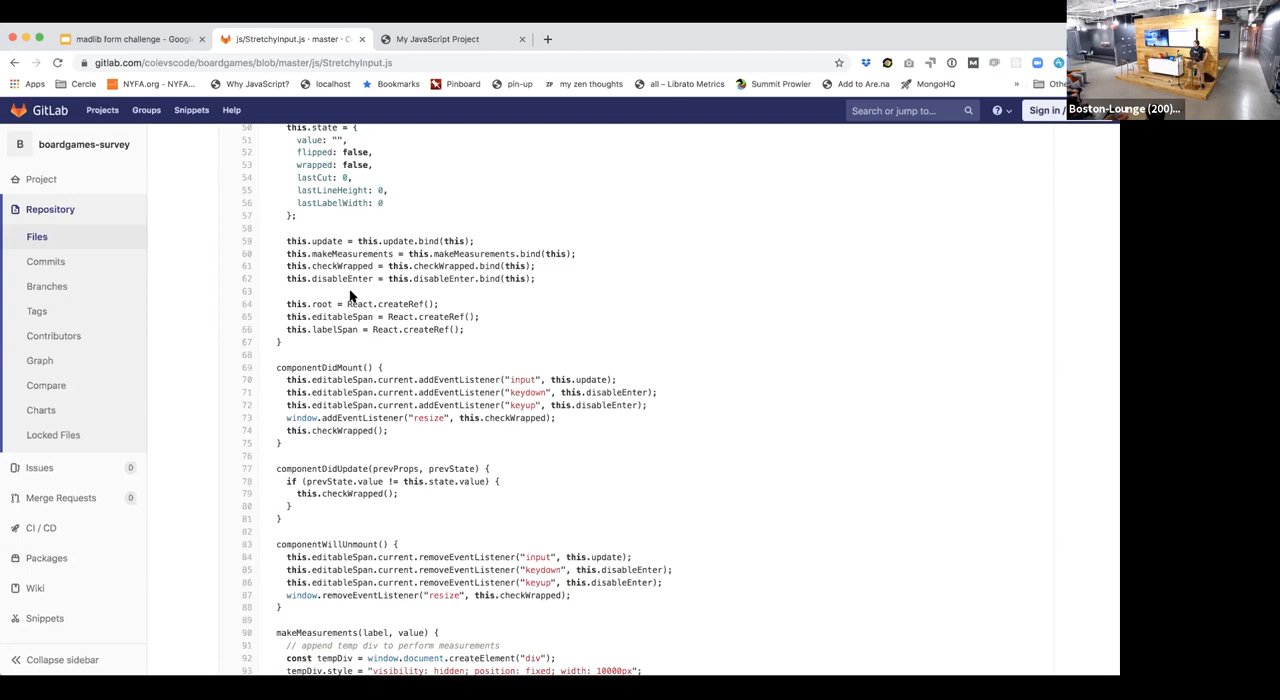 madlib form challenge - Google
js/StretchyInput.js · master · C
My JavaScript Project
gitlab.com/colevscode/boardgames/blob/master/js/StretchyInput.js
Apps
Cercle
NYFA.org - NYFA...
Why JavaScript?
localhost
Bookmarks
Pinboard
pin-up
my zen thoughts
all – Librato Metrics
Summit Prowler
Add to Are.na
MongoHQ
»
Boston-Lounge (200)...
GitLab
Projects
Groups
Snippets
Help
Search or jump to...
Sign in /
B
boardgames-survey
Project
Repository
Files
Commits
Branches
Tags
Contributors
Graph
Compare
Charts
Locked Files
Issues 0
Merge Requests 0
CI / CD
Packages
Wiki
Snippets
Collapse sidebar
50 this.state = {
51 value: "",
52 flipped: false,
53 wrapped: false,
54 lastCut: 0,
55 lastLineHeight: 0,
56 lastLabelWidth: 0
57 };
58
59 this.update = this.update.bind(this);
60 this.makeMeasurements = this.makeMeasurements.bind(this);
61 this.checkWrapped = this.checkWrapped.bind(this);
62 this.disableEnter = this.disableEnter.bind(this);
63
64 this.root = React.createRef();
65 this.editableSpan = React.createRef();
66 this.labelSpan = React.createRef();
67 }
68
69 componentDidMount() {
70 this.editableSpan.current.addEventListener("input", this.update);
71 this.editableSpan.current.addEventListener("keydown", this.disableEnter);
72 this.editableSpan.current.addEventListener("keyup", this.disableEnter);
73 window.addEventListener("resize", this.checkWrapped);
74 this.checkWrapped();
75 }
76
77 componentDidUpdate(prevProps, prevState) {
78 if (prevState.value != this.state.value) {
79 this.checkWrapped();
80 }
81 }
82
83 componentWillUnmount() {
84 this.editableSpan.current.removeEventListener("input", this.update);
85 this.editableSpan.current.removeEventListener("keydown", this.disableEnter);
86 this.editableSpan.current.removeEventListener("keyup", this.disableEnter);
87 window.removeEventListener("resize", this.checkWrapped);
88 }
89
90 makeMeasurements(label, value) {
91 // append temp div to perform measurements
92 const tempDiv = window.document.createElement("div");
93 tempDiv.style = "visibility: hidden; position: fixed; width: 10000px";